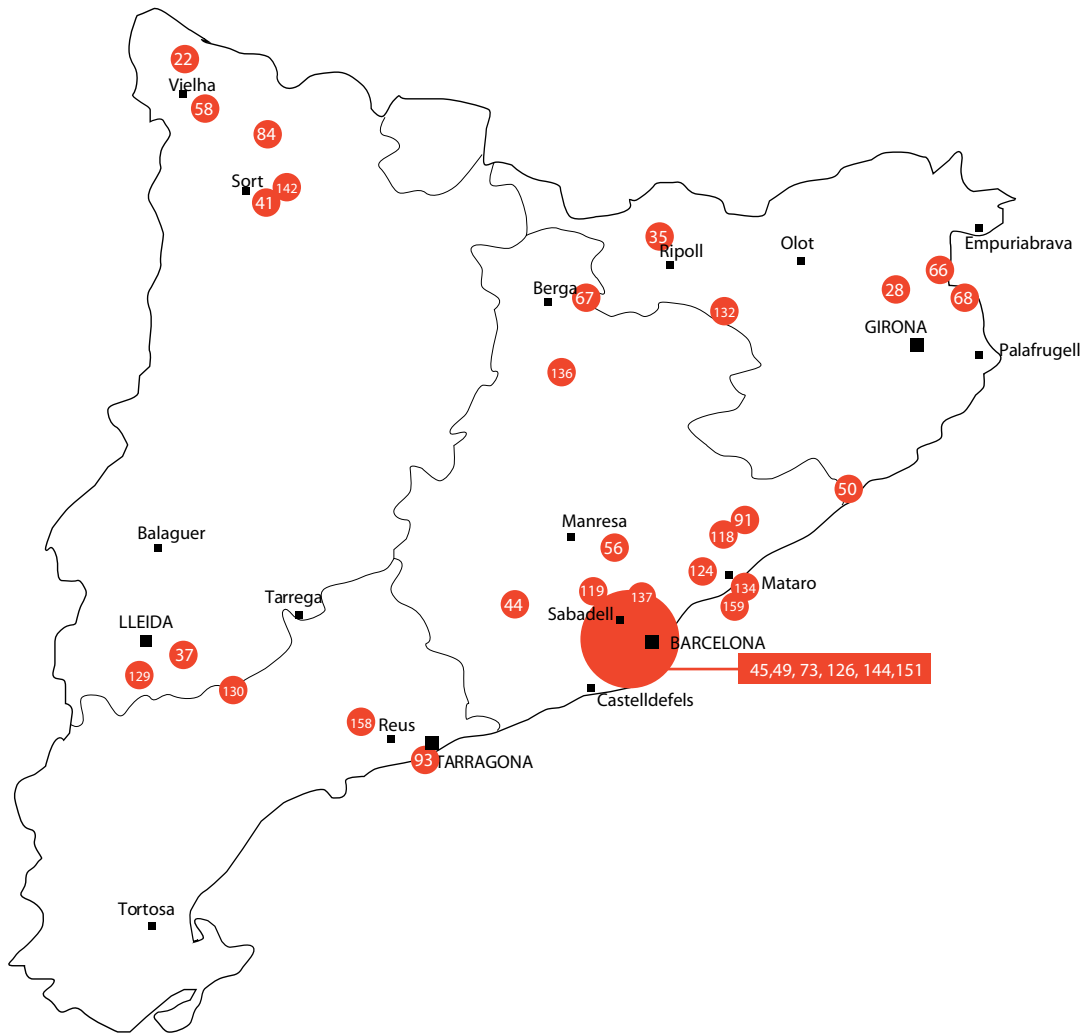 22
Vielha
58
84
Sort
142
41
35
Ripoll
Olot
Empuriabrava
66
28
68
Berga
67
132
GIRONA
Palafrugell
136
50
91
118
Manresa
56
Balaguer
124
Mataro
134
159
119
137
44
Sabadell
Tarrega
LLEIDA
BARCELONA
37
129
130
45,49, 73, 126, 144,151
Castelldefels
158
Reus
93
TARRAGONA
Tortosa